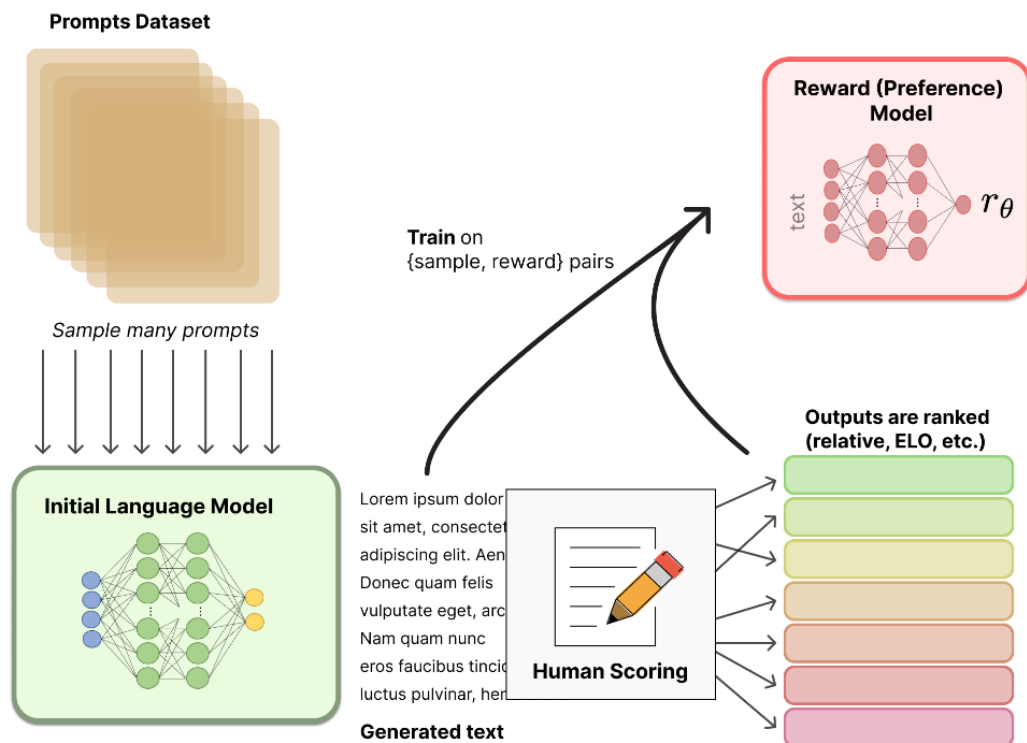 Prompts Dataset
Sample many prompts
Initial Language Model
Train on
{sample, reward} pairs
Reward (Preference)
Model
text
rθ
Lorem ipsum dolor
sit amet, consectet
adipiscing elit. Aen
Donec quam felis
vulputate eget, arc
Nam quam nunc
eros faucibus tincid
luctus pulvinar, her
Generated text
Human Scoring
Outputs are ranked
(relative, ELO, etc.)